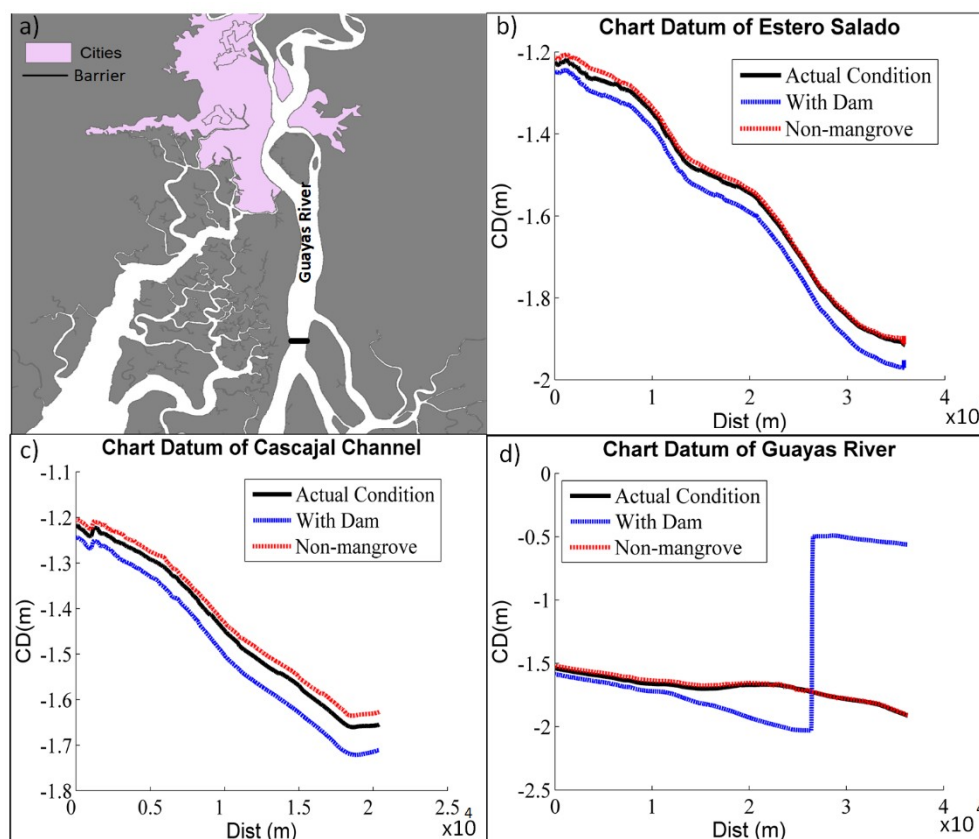 a)
Cities
Barrier
Guayas River
b)
Chart Datum of Estero Salado
Actual Condition
With Dam
Non-mangrove
-1.2
-1.4
-1.6
-1.8
-2
CD(m)
0 1 2 3 4
x10
4
Dist (m)
c)
Chart Datum of Cascajal Channel
Actual Condition
With Dam
Non-mangrove
-1.1
-1.2
-1.3
-1.4
-1.5
-1.6
-1.7
-1.8
CD(m)
0 0.5 1 1.5 2 2.5
x10
4
Dist (m)
d)
Chart Datum of Guayas River
Actual Condition
With Dam
Non-mangrove
0
-0.5
-1
-1.5
-2
-2.5
CD(m)
0 1 2 3 4
x10
4
Dist (m)